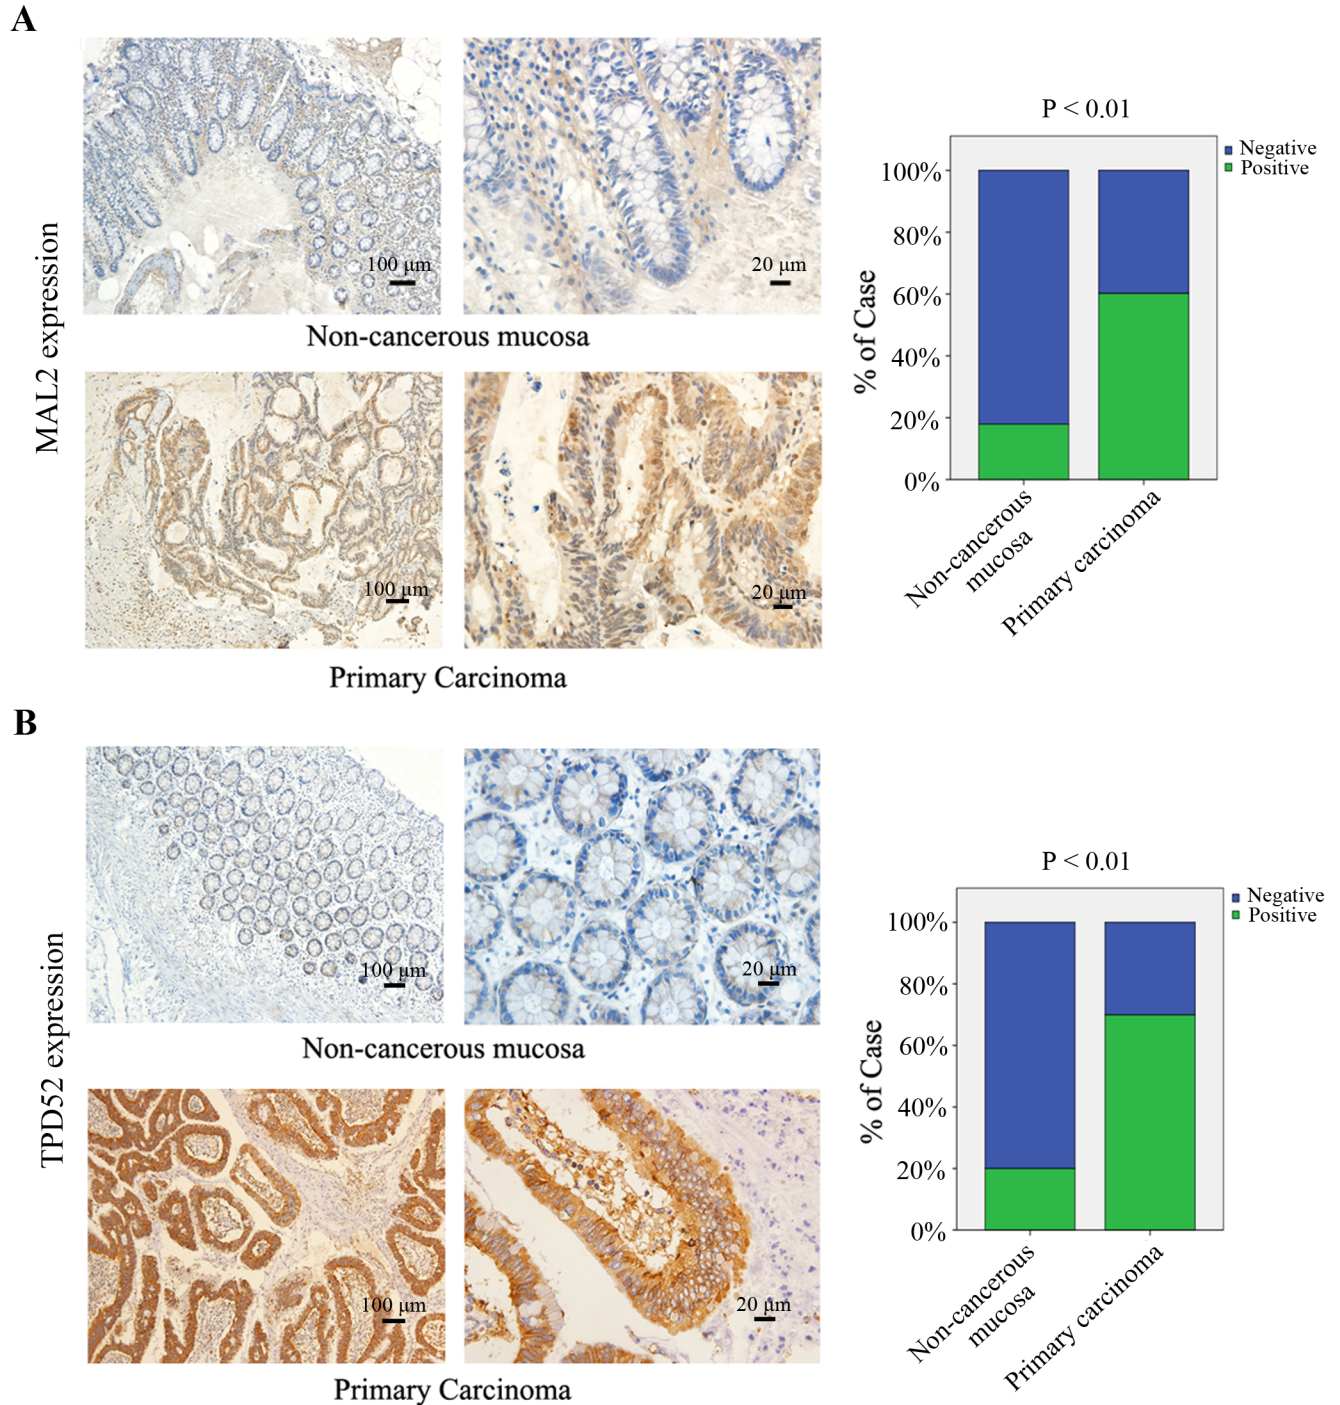 A
MAL2 expression
100 μm
20 μm
Non-cancerous mucosa
100 μm
20 μm
Primary Carcinoma
P < 0.01
Negative
Positive
% of Case
100%
80%
60%
40%
20%
0%
Non-cancerous
mucosa
Primary carcinoma
B
TPD52 expression
100 μm
20 μm
Non-cancerous mucosa
100 μm
20 μm
Primary Carcinoma
P < 0.01
Negative
Positive
% of Case
100%
80%
60%
40%
20%
0%
Non-cancerous
mucosa
Primary carcinoma